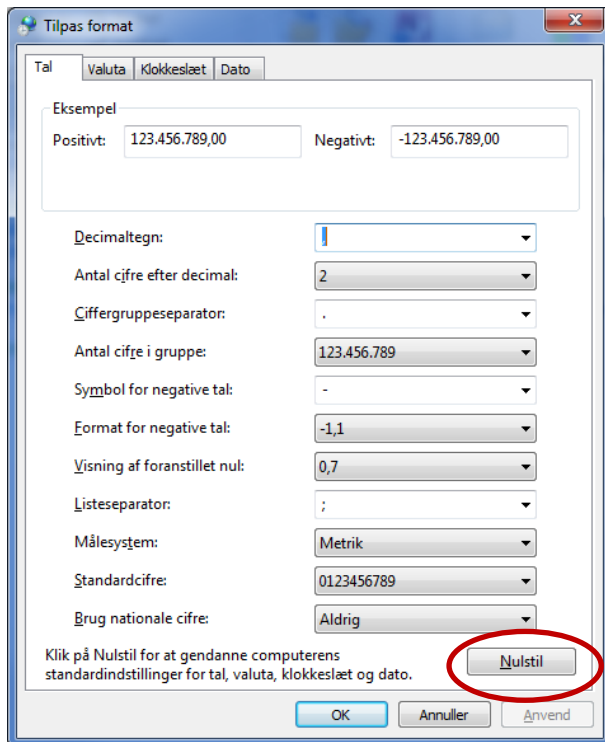 Tilpas format
Tal Valuta Klokkeslæt Dato
Eksempel
Positivt: 123.456.789,00 Negativt: -123.456.789,00
Decimaltegn: ,
Antal cifre efter decimal: 2
Ciffergruppeseparator: .
Antal cifre i gruppe: 123.456.789
Symbol for negative tal: -
Format for negative tal: -1,1
Visning af foranstillet nul: 0,7
Listeseparator: ;
Målesystem: Metrik
Standardcifre: 0123456789
Brug nationale cifre: Aldrig
Klik på Nulstil for at gendanne computerens
standardindstillinger for tal, valuta, klokkeslæt og dato.
Nulstil
OK Annuller Anvend